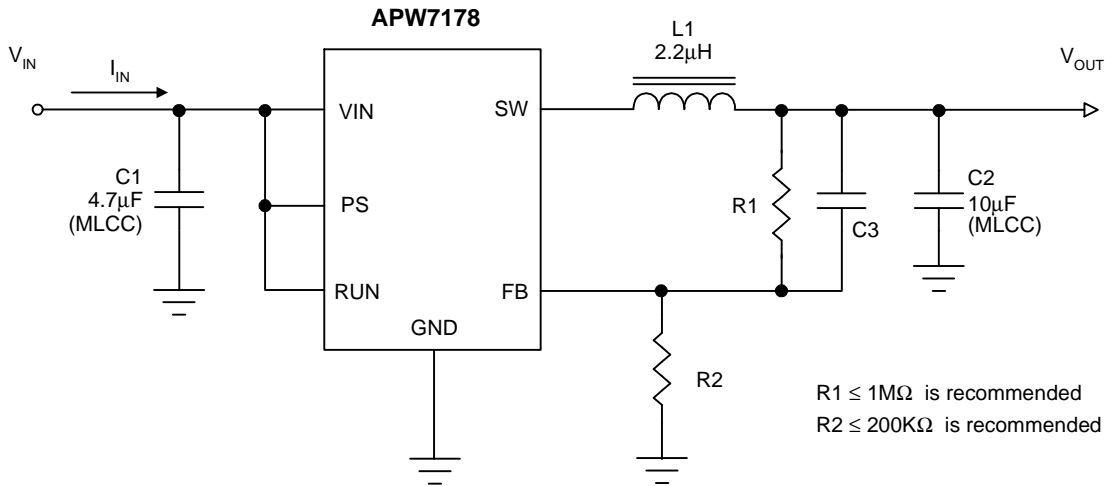 APW7178
L1
2.2μH
V_IN
I_IN
V_OUT
VIN
SW
C1
4.7μF
(MLCC)
PS
R1
C3
C2
10μF
(MLCC)
RUN
FB
GND
R2
R1 ≤ 1MΩ is recommended
R2 ≤ 200KΩ is recommended